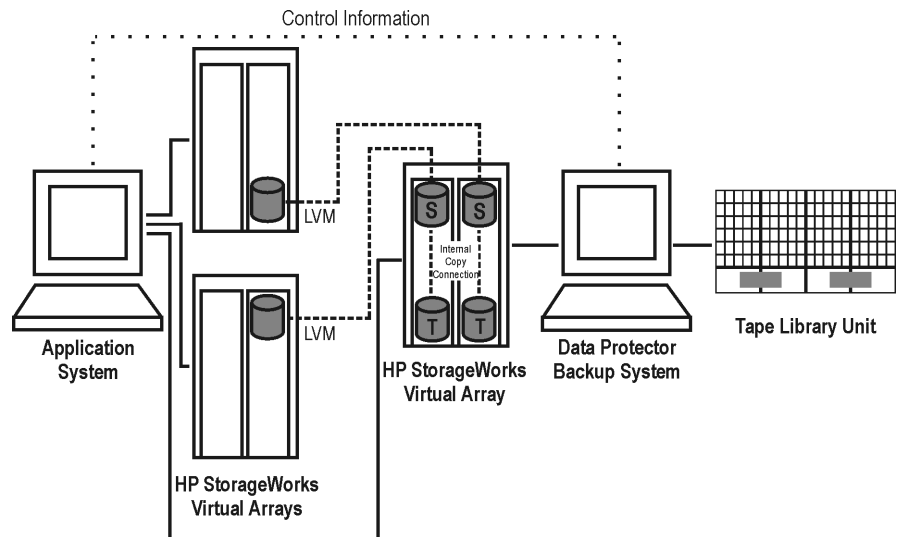 Control Information
LVM
LVM
S
S
Internal
Copy
Connection
T
T
Application
System
HP StorageWorks
Virtual Arrays
HP StorageWorks
Virtual Array
Data Protector
Backup System
Tape Library Unit